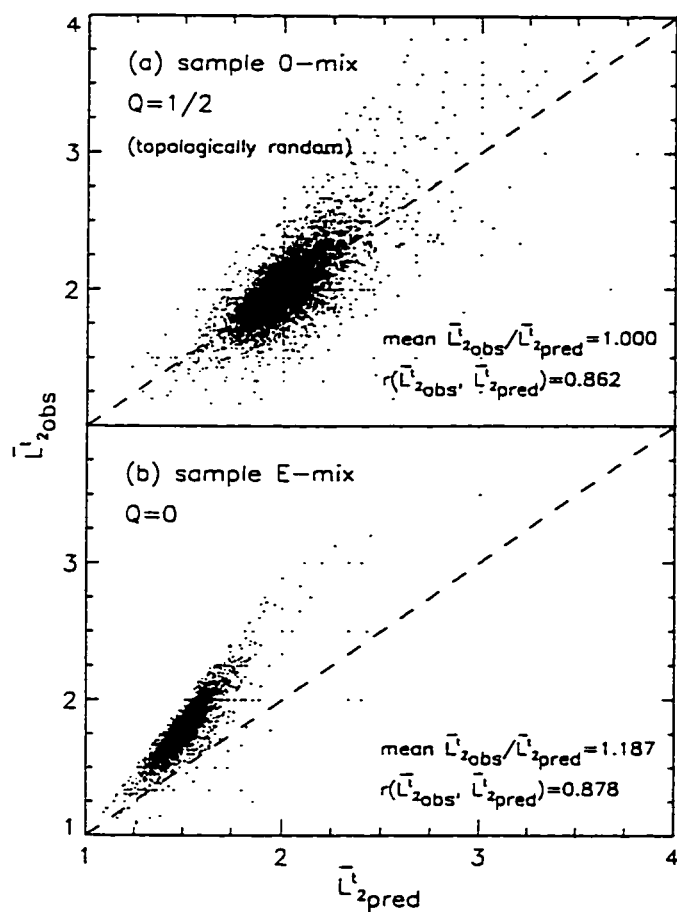 4
(a) sample 0-mix
Q=1/2
(topologically random)
3
2
mean L̄ᵗ₂obs/L̄ᵗ₂pred=1.000
r(L̄ᵗ₂obs, L̄ᵗ₂pred)=0.862
L̄ᵗ₂obs
(b) sample E-mix
Q=0
3
2
mean L̄ᵗ₂obs/L̄ᵗ₂pred=1.187
r(L̄ᵗ₂obs, L̄ᵗ₂pred)=0.878
1
1 2 3 4
L̄ᵗ₂pred